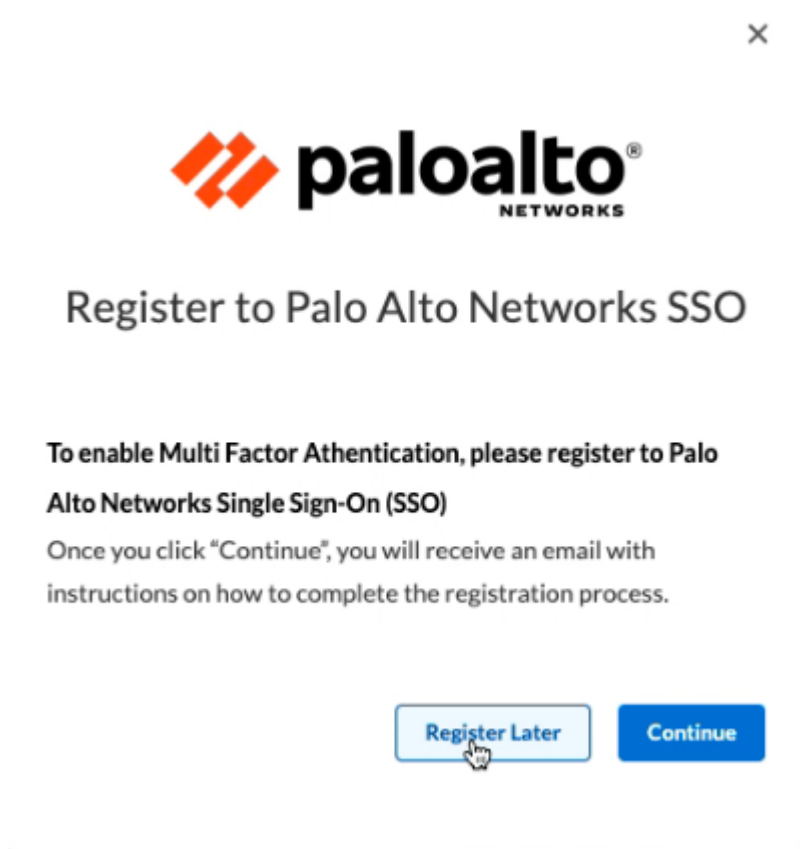 paloalto®
NETWORKS
Register to Palo Alto Networks SSO
To enable Multi Factor Athentication, please register to Palo
Alto Networks Single Sign-On (SSO)
Once you click “Continue”, you will receive an email with
instructions on how to complete the registration process.
Register Later
Continue